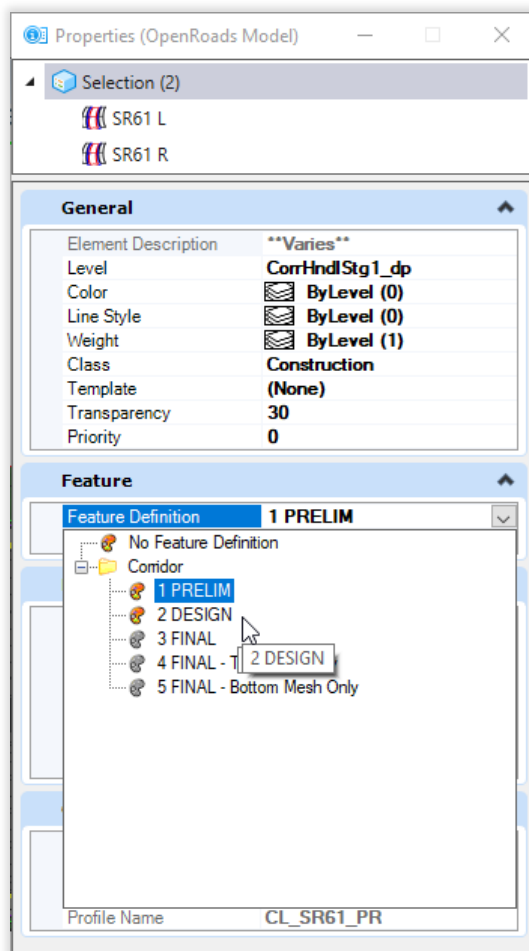 Properties (OpenRoads Model)
Selection (2)
SR61 L
SR61 R
General
Element Description **Varies**
Level CorrHndlStg1_dp
Color ByLevel (0)
Line Style ByLevel (0)
Weight ByLevel (1)
Class Construction
Template (None)
Transparency 30
Priority 0
Feature
Feature Definition 1 PRELIM
No Feature Definition
Corridor
1 PRELIM
2 DESIGN
3 FINAL
4 FINAL - T
2 DESIGN
5 FINAL - Bottom Mesh Only
Profile Name CL_SR61_PR